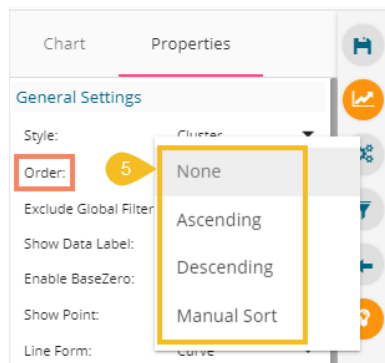 Chart Properties
General Settings
Style: Cluster
Order: 5 None
Exclude Global Filter
Ascending
Show Data Label:
Descending
Enable BaseZero:
Show Point: Manual Sort
Line Form: Curve